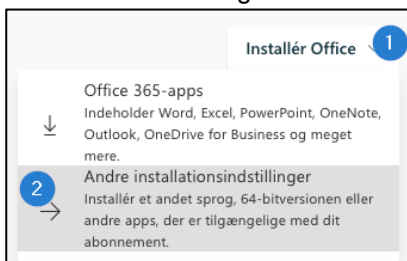 Installér Office
1
Office 365-apps
Indeholder Word, Excel, PowerPoint, OneNote,
Outlook, OneDrive for Business og meget
mere.
2
Andre installationsindstillinger
Installér et andet sprog, 64-bitversionen eller
andre apps, der er tilgængelige med dit
abonnement.